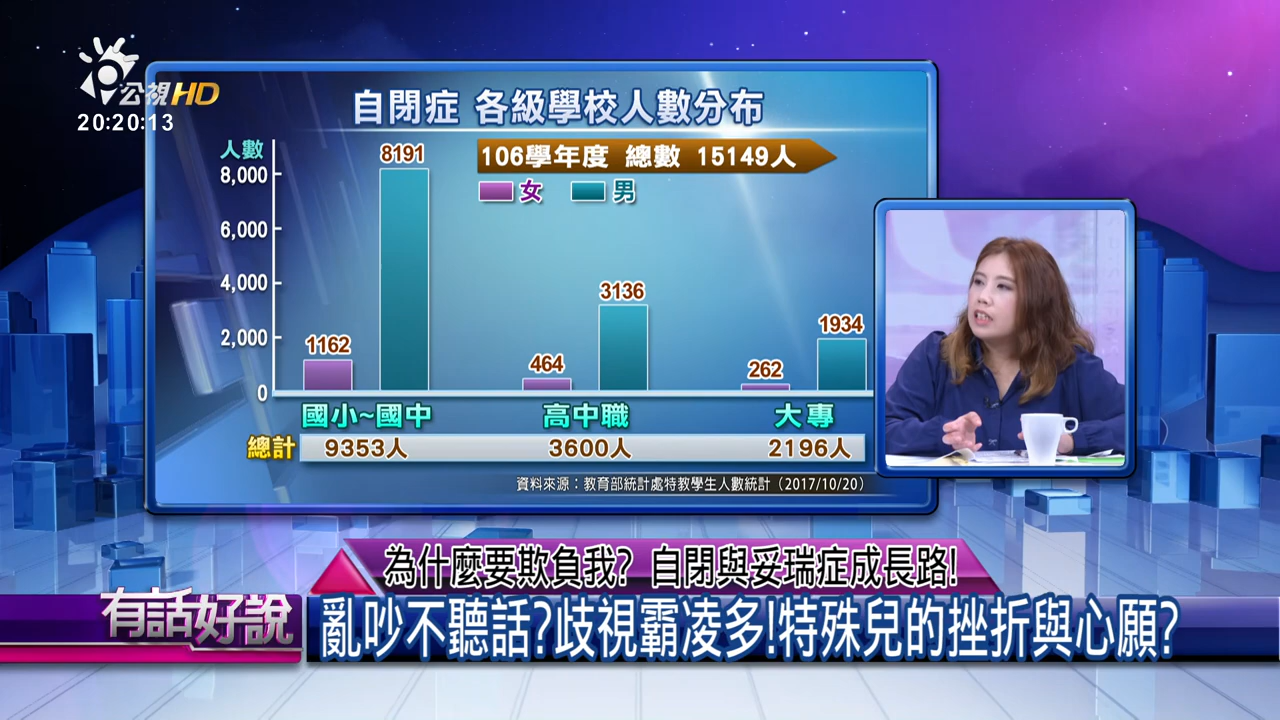 公視HD
20:20:13
自閉症 各級學校人數分布
106學年度 總數 15149人
女 男
人數
8,000
6,000
4,000
2,000
0
1162
8191
464
3136
262
1934
國小~國中 高中職 大專
總計 9353人 3600人 2196人
資料來源：教育部統計處特教學生人數統計（2017/10/20）
為什麼要欺負我? 自閉與妥瑞症成長路!
有話好說
亂吵不聽話?歧視霸凌多!特殊兒的挫折與心願?